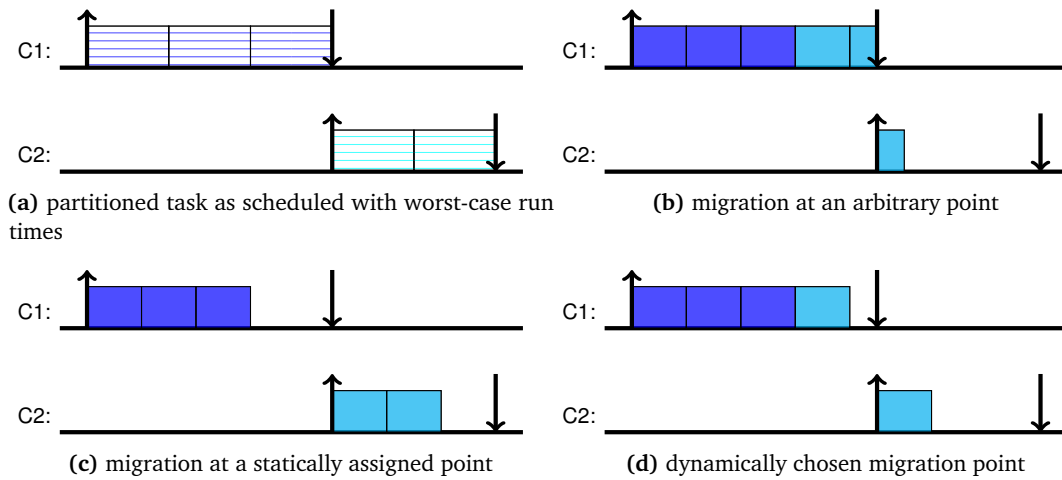 C1:
C2:
(a) partitioned task as scheduled with worst-case run
times
C1:
C2:
(b) migration at an arbitrary point
C1:
C2:
(c) migration at a statically assigned point
C1:
C2:
(d) dynamically chosen migration point